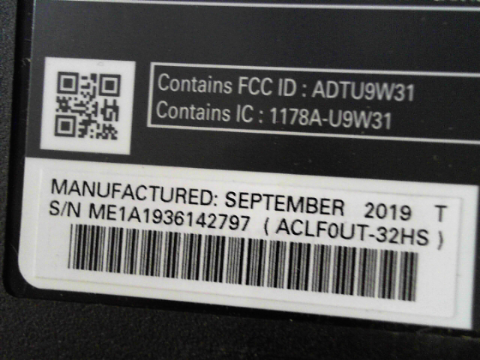 Contains FCC ID : ADTU9W31
Contains IC : 1178A-U9W31
MANUFACTURED: SEPTEMBER 2019 T
S/N ME1A1936142797 ( ACLF0UT-32HS )